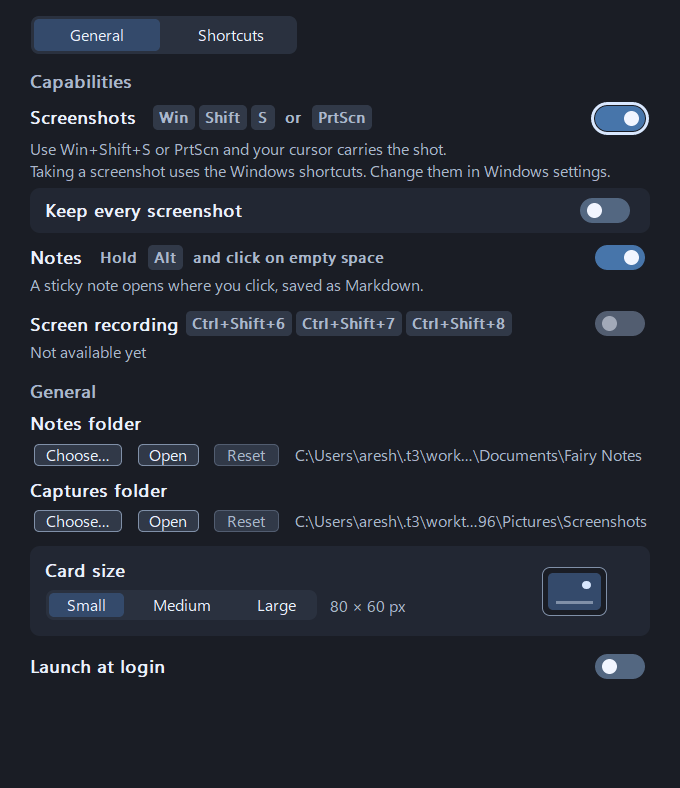 General Shortcuts
Capabilities
Screenshots Win Shift S or PrtScn
Use Win+Shift+S or PrtScn and your cursor carries the shot.
Taking a screenshot uses the Windows shortcuts. Change them in Windows settings.
Keep every screenshot
Notes Hold Alt and click on empty space
A sticky note opens where you click, saved as Markdown.
Screen recording Ctrl+Shift+6 Ctrl+Shift+7 Ctrl+Shift+8
Not available yet
General
Notes folder
Choose... Open Reset C:\Users\aresh\.t3\work...\Documents\Fairy Notes
Captures folder
Choose... Open Reset C:\Users\aresh\.t3\workt...96\Pictures\Screenshots
Card size
Small Medium Large 80 × 60 px
Launch at login